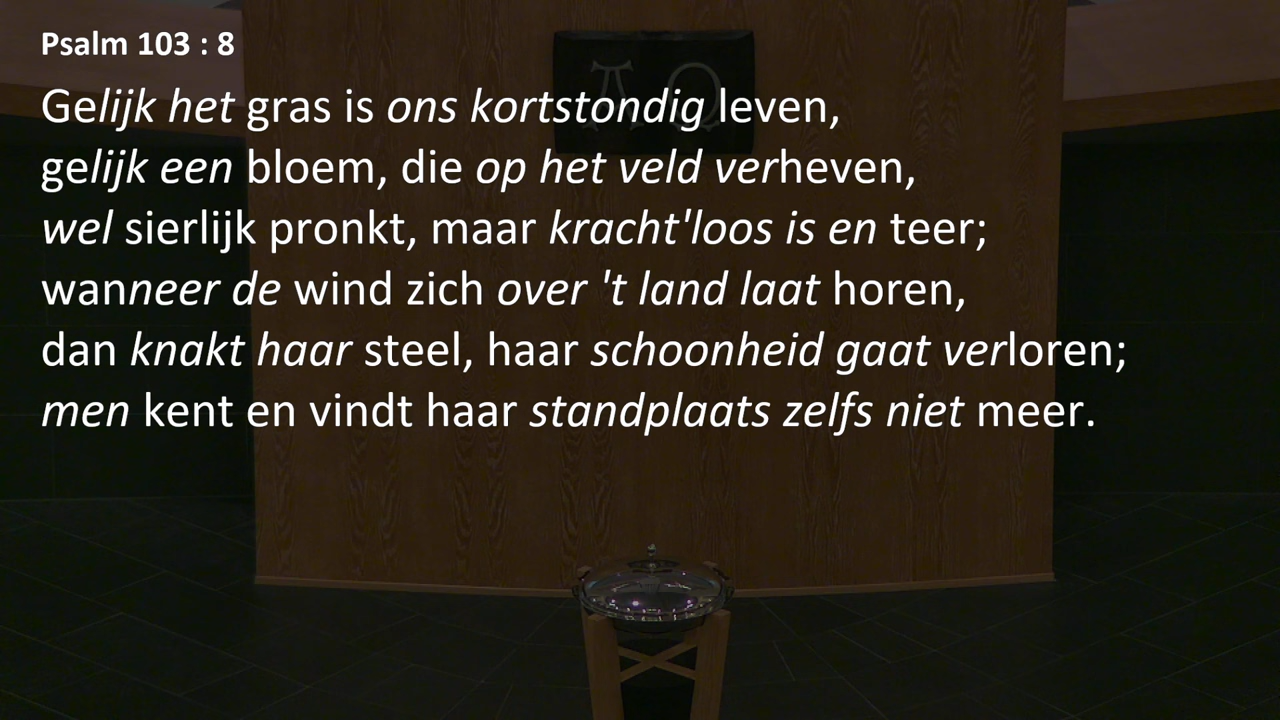 Psalm 103 : 8
Gelijk het gras is ons kortstondig leven,
gelijk een bloem, die op het veld verheven,
wel sierlijk pronkt, maar kracht'loos is en teer;
wanneer de wind zich over 't land laat horen,
dan knakt haar steel, haar schoonheid gaat verloren;
men kent en vindt haar standplaats zelfs niet meer.
Α Ω